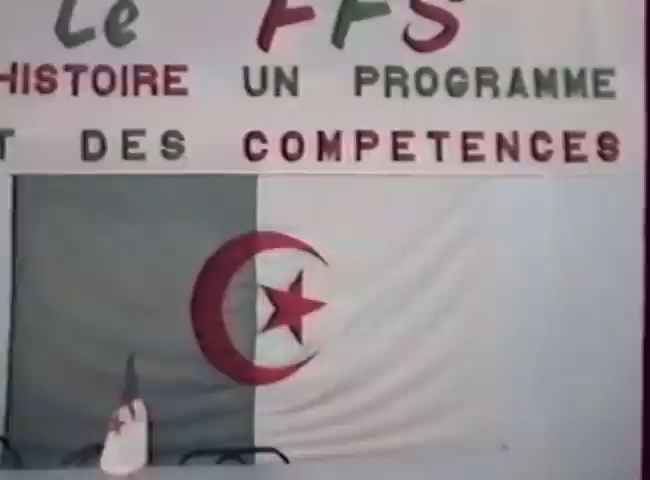 Le FFS
HISTOIRE UN PROGRAMME
T DES COMPETENCES